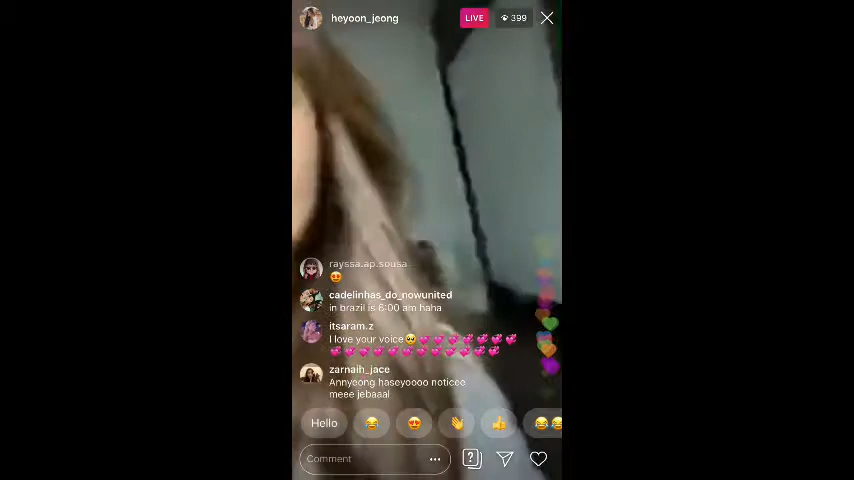 heyoon_jeong
LIVE
399
rayssa.ap.sousa
😍
cadelinhas_do_nowunited
in brazil is 6:00 am haha
itsaram.z
I love your voice🥺💞💞💞💞💞💞💞
💞💞💞💞💞💞💞💞💞💞💞💞
zarnaih_jace
Annyeong haseyoooo noticee
meee jebaaal
Hello 😂 😍 👋 👍 😂😂
Comment